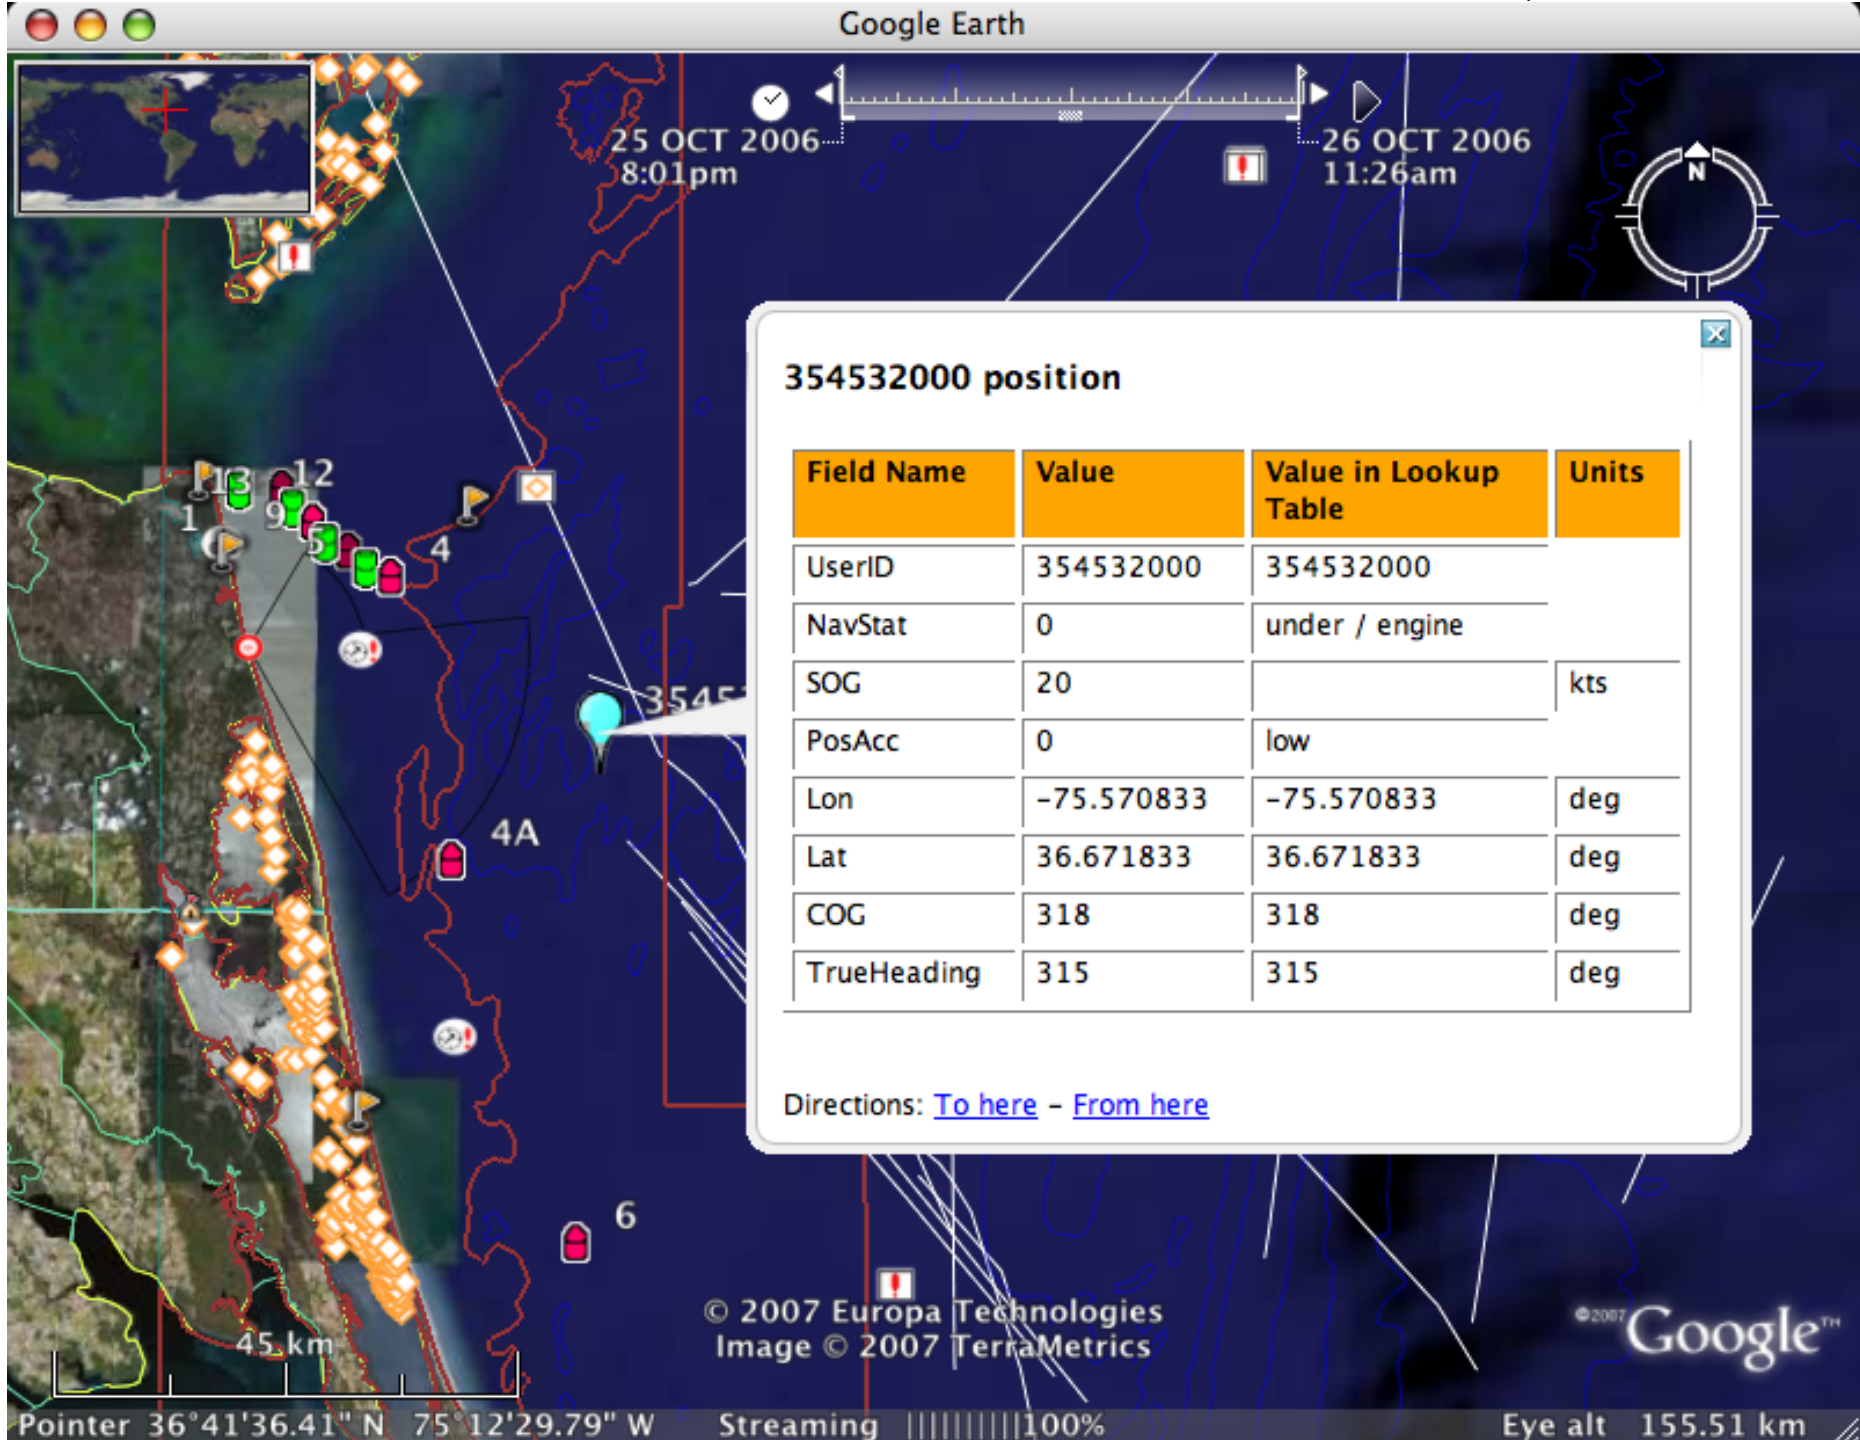 Google Earth
25 OCT 2006
8:01pm
26 OCT 2006
11:26am
N
354532000 position
Field Name Value Value in Lookup Table Units
UserID 354532000 354532000
NavStat 0 under / engine
SOG 20 kts
PosAcc 0 low
Lon -75.570833 -75.570833 deg
Lat 36.671833 36.671833 deg
COG 318 318 deg
TrueHeading 315 315 deg
Directions: To here – From here
13
12
1
9
5
4
3545
4A
6
45 km
© 2007 Europa Technologies
Image © 2007 TerraMetrics
©2007 Google™
Pointer 36°41'36.41" N 75°12'29.79" W Streaming ||||||||||100% Eye alt 155.51 km